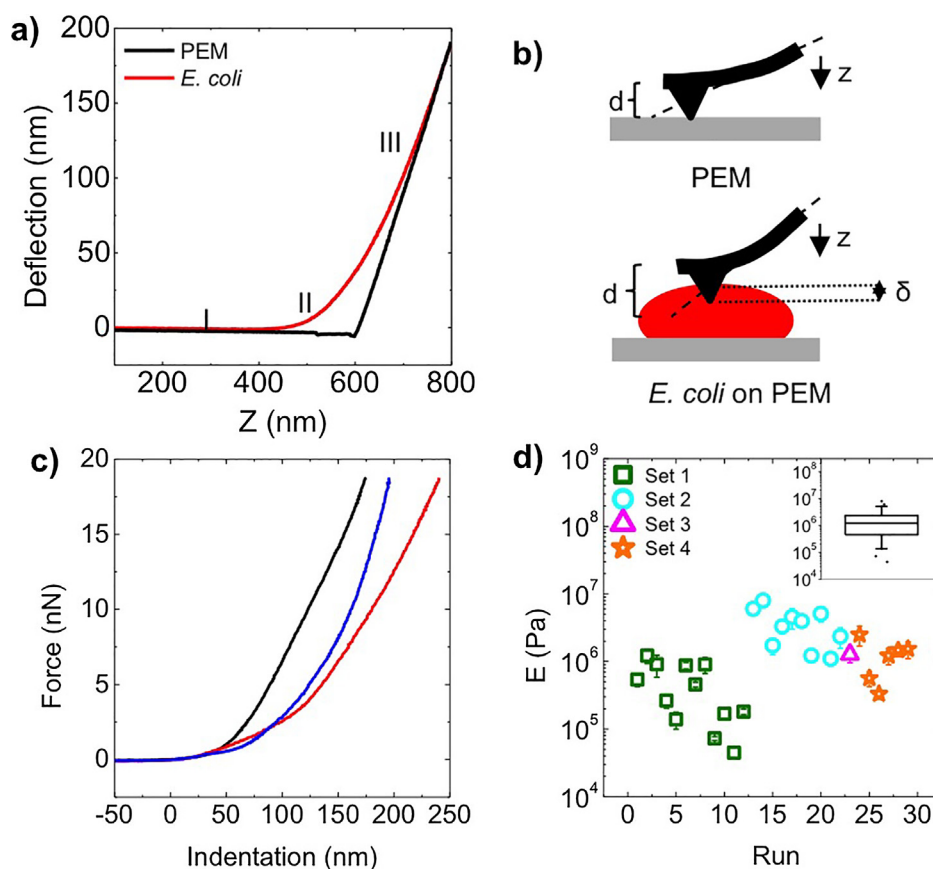 a)
200
150
100
50
0
Deflection (nm)
PEM
E. coli
I
II
III
200
400
600
800
Z (nm)
b)
d
z
PEM
d
z
δ
E. coli on PEM
c)
20
15
10
5
0
Force (nN)
-50
0
50
100
150
200
250
Indentation (nm)
d)
10⁹
10⁸
10⁷
10⁶
10⁵
10⁴
E (Pa)
Set 1
Set 2
Set 3
Set 4
10⁸
10⁷
10⁶
10⁵
10⁴
0
5
10
15
20
25
30
Run